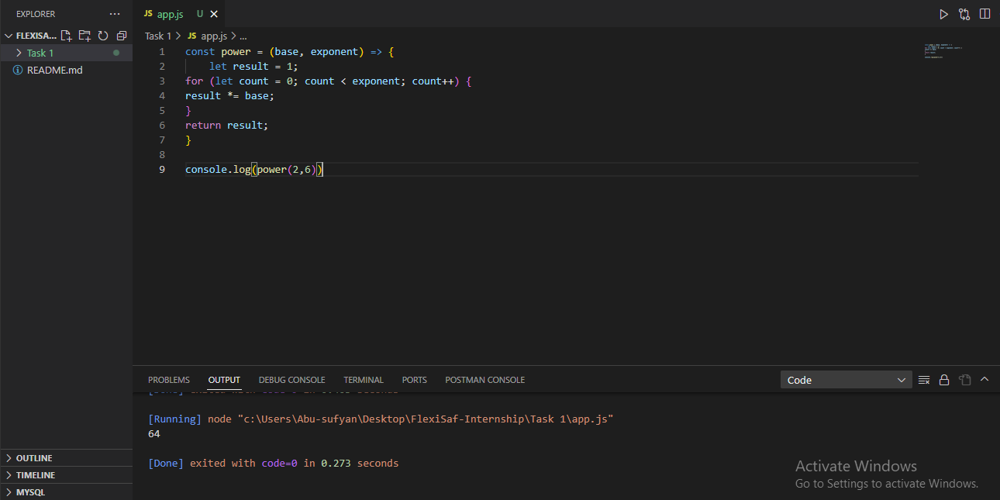 EXPLORER ···
JS app.js U
FLEXISA...
Task 1 > JS app.js > ...
Task 1
README.md
1 const power = (base, exponent) => {
2     let result = 1;
3 for (let count = 0; count < exponent; count++) {
4 result *= base;
5 }
6 return result;
7 }
8
9 console.log(power(2,6))
PROBLEMS OUTPUT DEBUG CONSOLE TERMINAL PORTS POSTMAN CONSOLE
Code
[Running] node "c:\Users\Abu-sufyan\Desktop\FlexiSaf-Internship\Task 1\app.js"
64
[Done] exited with code=0 in 0.273 seconds
OUTLINE
TIMELINE
MYSQL
Activate Windows
Go to Settings to activate Windows.